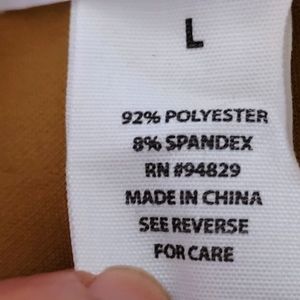 L
92% POLYESTER
8% SPANDEX
RN #94829
MADE IN CHINA
SEE REVERSE
FOR CARE